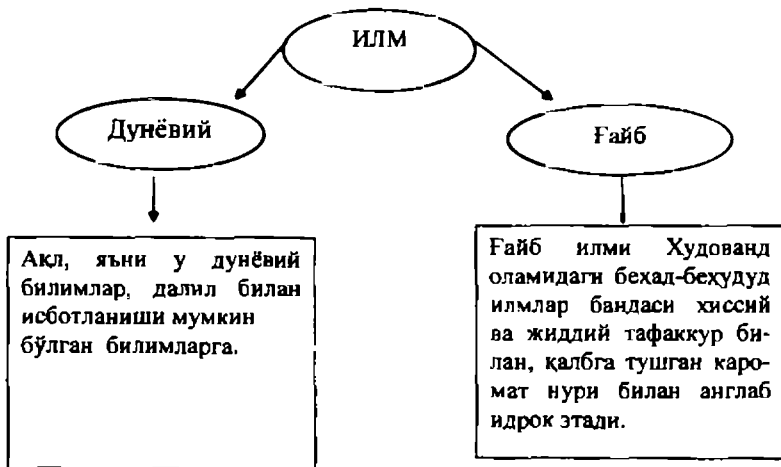 ИЛМ
Дунёвий
Ғайб
Ақл, яъни у дунёвий
билимлар, далил билан
исботланиши мумкин
бўлган билимларга.
Ғайб илми Худованд
оламидаги бехад-беҳудуд
илмлар бандаси хиссий
ва жиддий тафаккур би-
лан, қалбга тушган каро-
мат нури билан англаб
идрок этади.